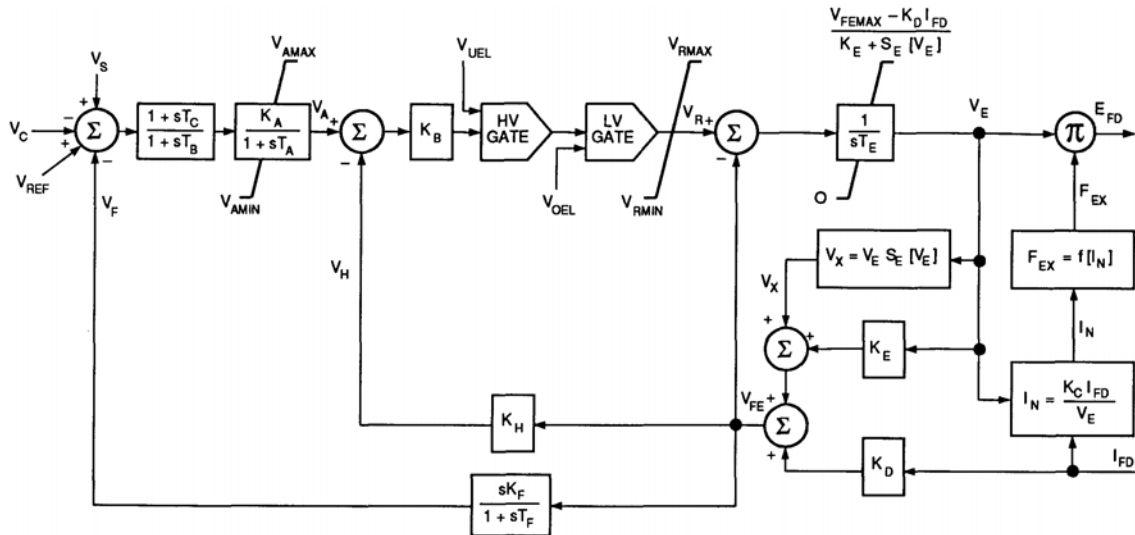 V_FEMAX – K_D I_FD
K_E + S_E [V_E]
V_S
V_AMAX
V_UEL
V_RMAX
V_C
+
–
+
–
Σ
1 + sT_C
1 + sT_B
K_A
1 + sT_A
V_A
+
Σ
–
K_B
HV
GATE
LV
GATE
V_R
+
Σ
–
1
sT_E
V_E
π
E_FD
V_REF
V_F
V_AMIN
V_OEL
V_RMIN
O
F_EX
V_H
V_X = V_E S_E [V_E]
F_EX = f [I_N]
V_X
I_N
+
+
Σ
K_E
I_N = K_C I_FD
V_E
V_FE
+
Σ
+
K_H
K_D
I_FD
sK_F
1 + sT_F